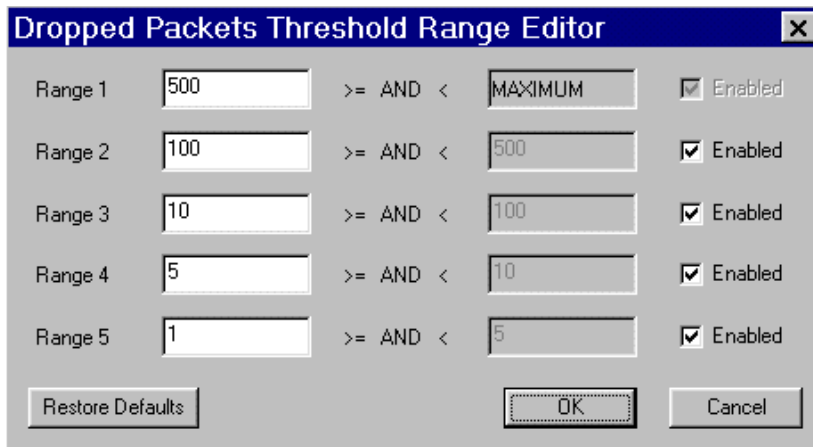 Dropped Packets Threshold Range Editor
Range 1 500 >= AND < MAXIMUM Enabled
Range 2 100 >= AND < 500 Enabled
Range 3 10 >= AND < 100 Enabled
Range 4 5 >= AND < 10 Enabled
Range 5 1 >= AND < 5 Enabled
Restore Defaults OK Cancel